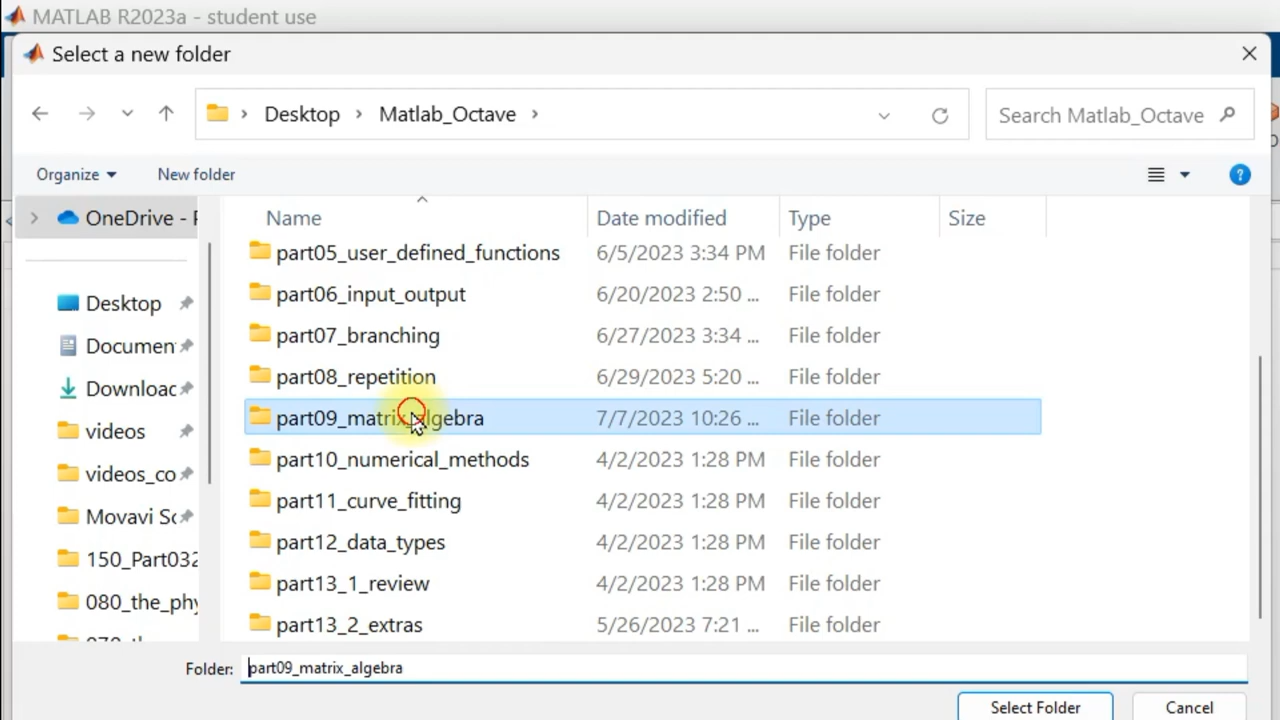 MATLAB R2023a - student use
Select a new folder
Desktop > Matlab_Octave >
Search Matlab_Octave
Organize
New folder
Name
Date modified
Type
Size
OneDrive - 
Desktop
Documen
Downloac
videos
videos_co
Movavi Sc
150_Part032
080_the_phy
part05_user_defined_functions 6/5/2023 3:34 PM File folder
part06_input_output 6/20/2023 2:50 ... File folder
part07_branching 6/27/2023 3:34 ... File folder
part08_repetition 6/29/2023 5:20 ... File folder
part09_matrix_algebra 7/7/2023 10:26 ... File folder
part10_numerical_methods 4/2/2023 1:28 PM File folder
part11_curve_fitting 4/2/2023 1:28 PM File folder
part12_data_types 4/2/2023 1:28 PM File folder
part13_1_review 4/2/2023 1:28 PM File folder
part13_2_extras 5/26/2023 7:21 ... File folder
Folder: part09_matrix_algebra
Select Folder
Cancel